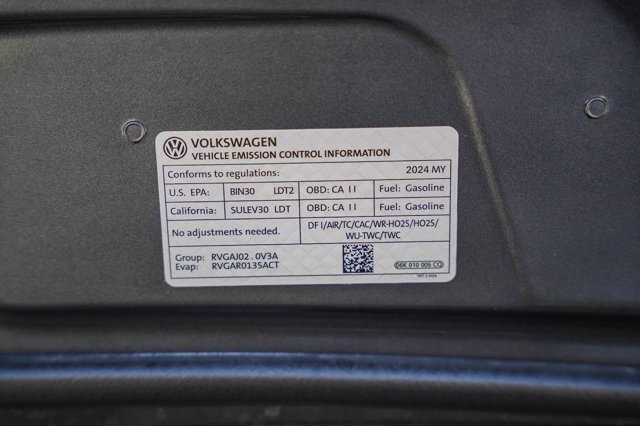 VOLKSWAGEN
VEHICLE EMISSION CONTROL INFORMATION
Conforms to regulations: 2024 MY
U.S. EPA: BIN30 LDT2 OBD: CA II Fuel: Gasoline
California: SULEV30 LDT OBD: CA II Fuel: Gasoline
No adjustments needed. DFI/AIR/TC/CAC/WR-HO2S/HO2S/
WU-TWC/TWC
Group: RVGAJ02.0V3A
Evap: RVGAR0135ACT
06K 010 005 CQ